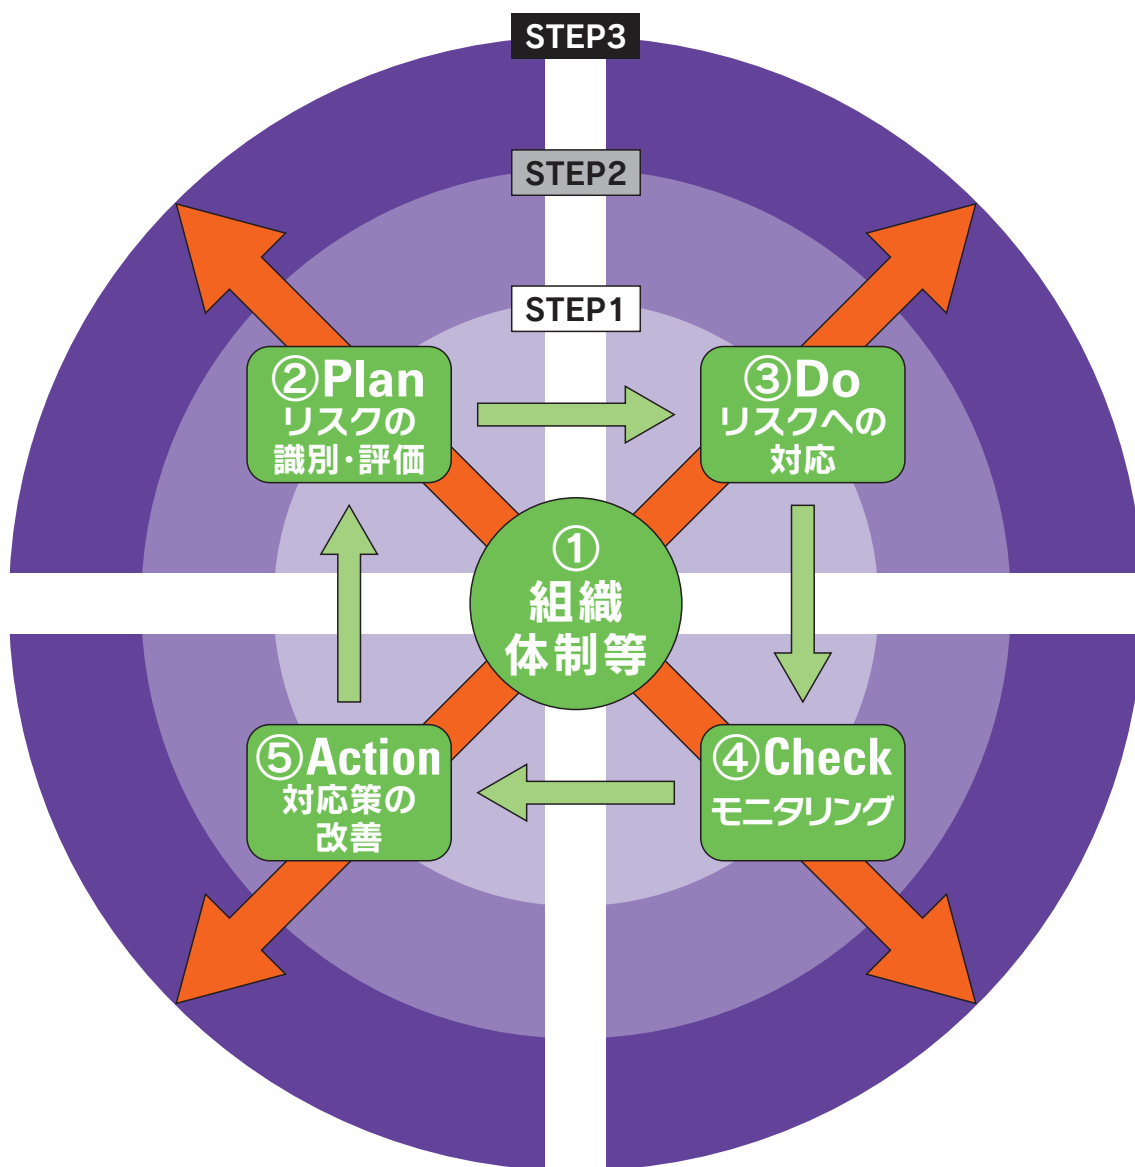 STEP3
STEP2
STEP1
②Plan
リスクの
識別・評価
③Do
リスクへの
対応
①
組織
体制等
⑤Action
対応策の
改善
④Check
モニタリング